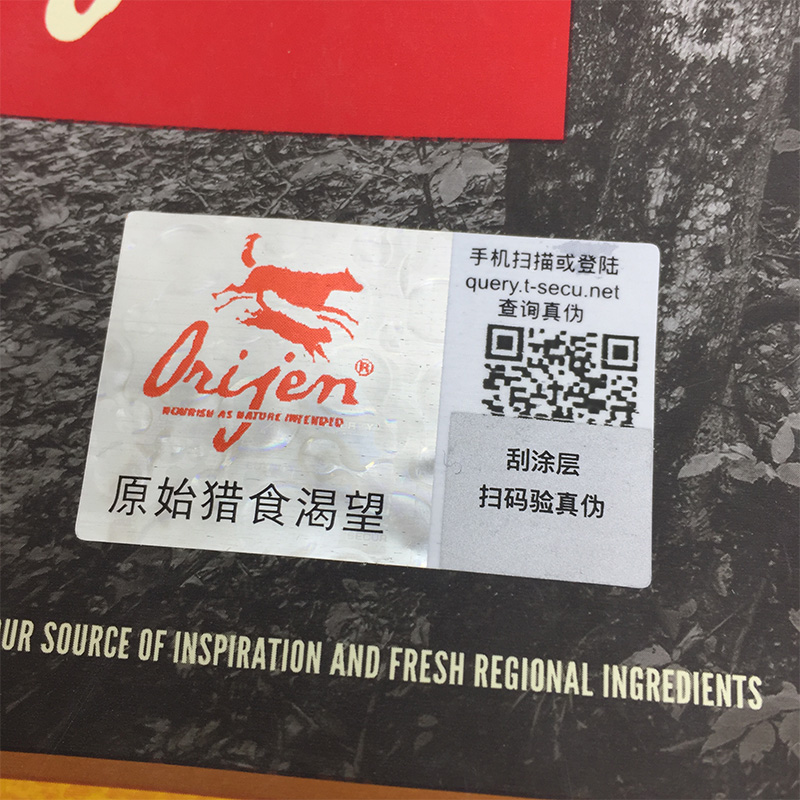 Orijen®
NOURISH AS NATURE INTENDED
原始猎食渴望
手机扫描或登陆
query.t-secu.net
查询真伪
刮涂层
扫码验真伪
OUR SOURCE OF INSPIRATION AND FRESH REGIONAL INGREDIENTS